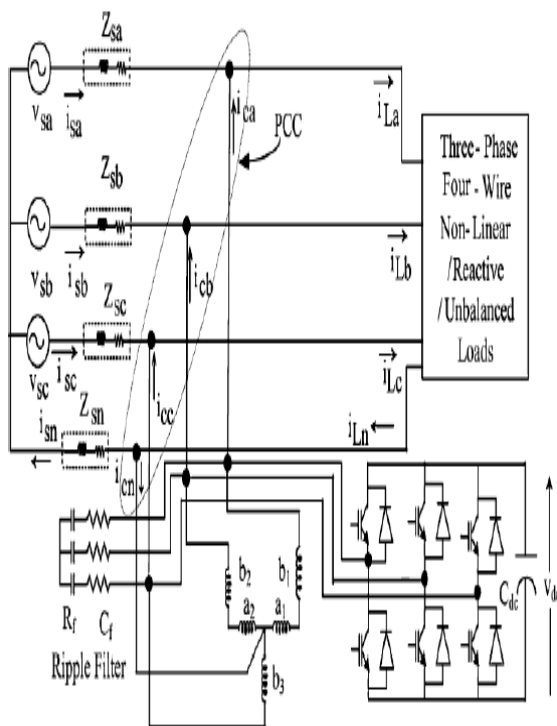 Zsa
vsa
isa
ica
PCC
iLa
Three-Phase
Four-Wire
Non-Linear
/Reactive
/Unbalanced
Loads
Zsb
vsb
isb
icb
iLb
Zsc
vsc
isc
icc
iLc
isn
Zsn
icn
iLn
b2
b1
a2
a1
b3
Rf
Cf
Ripple Filter
Cdc